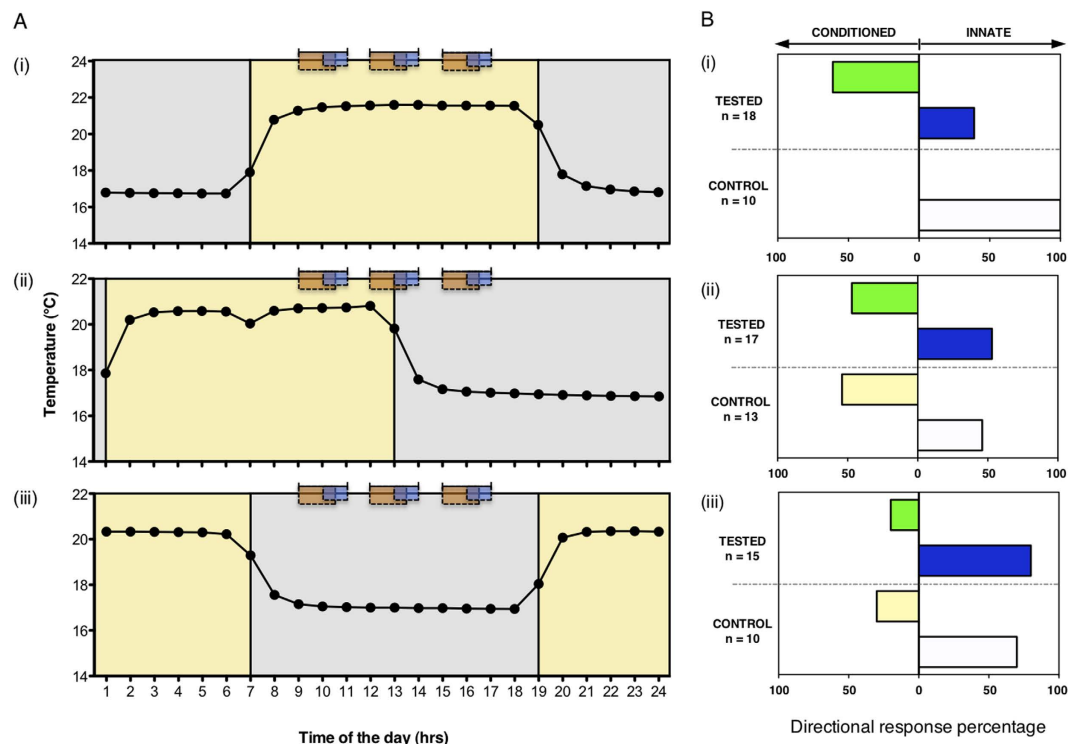 A
B
CONDITIONED
INNATE
(i)
24
22
20
18
16
14
(i)
TESTED
n = 18
CONTROL
n = 10
100 50 0 50 100
(ii)
22
20
18
16
14
(ii)
TESTED
n = 17
CONTROL
n = 13
100 50 0 50 100
(iii)
22
20
18
16
14
(iii)
TESTED
n = 15
CONTROL
n = 10
100 50 0 50 100
Temperature (°C)
1 2 3 4 5 6 7 8 9 10 11 12 13 14 15 16 17 18 19 20 21 22 23 24
Time of the day (hrs)
Directional response percentage